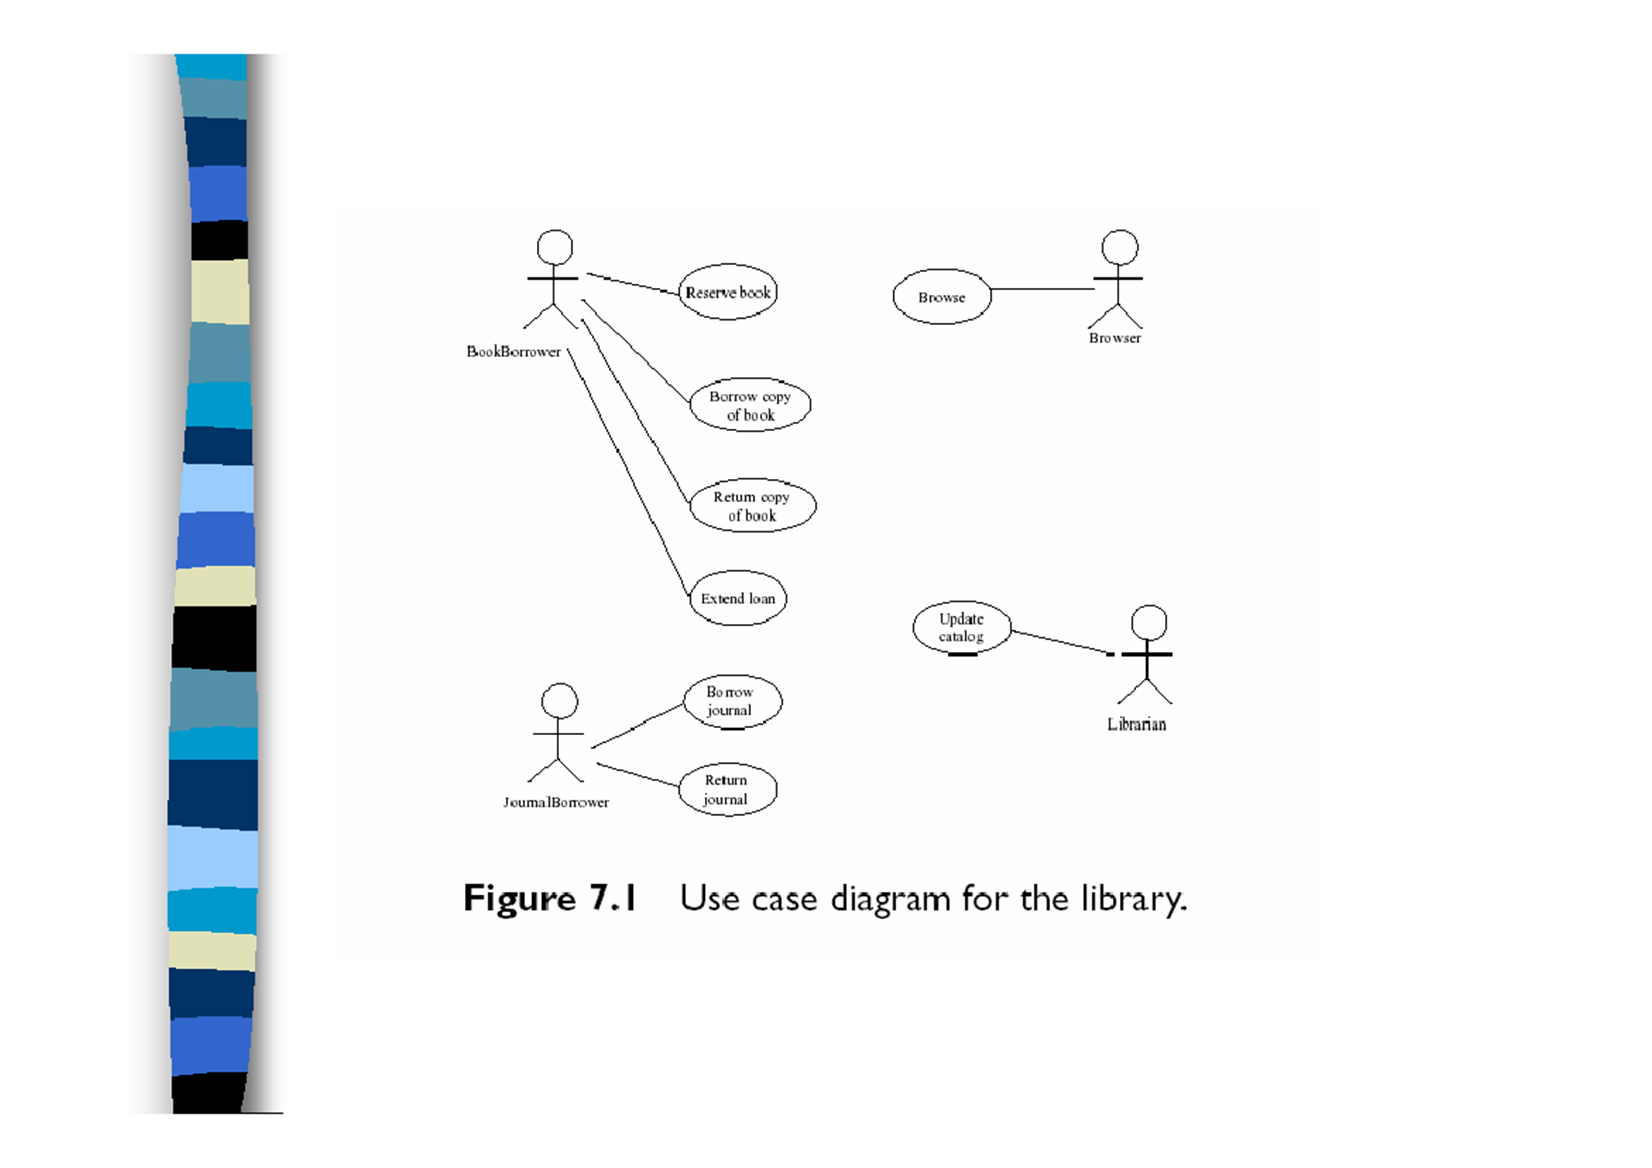 Reserve book
BookBorrower
Borrow copy
of book
Return copy
of book
Extend loan
Browse
Browser
Update
catalog
Librarian
Borrow
journal
Return
journal
JournalBorrower
Figure 7.1 Use case diagram for the library.